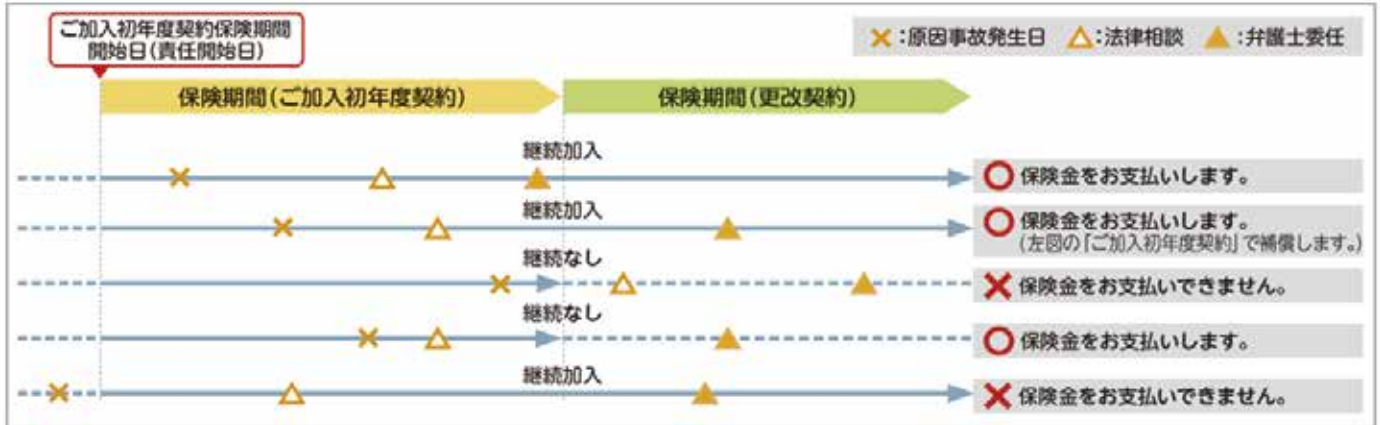 ご加入初年度契約保険期間
開始日(責任開始日)
×:原因事故発生日 △:法律相談 ▲:弁護士委任
保険期間(ご加入初年度契約) 保険期間(更改契約)
継続加入
○ 保険金をお支払いします。
継続加入
○ 保険金をお支払いします。
(左図の「ご加入初年度契約」で補償します。)
継続なし
× 保険金をお支払いできません。
継続なし
○ 保険金をお支払いします。
継続加入
× 保険金をお支払いできません。